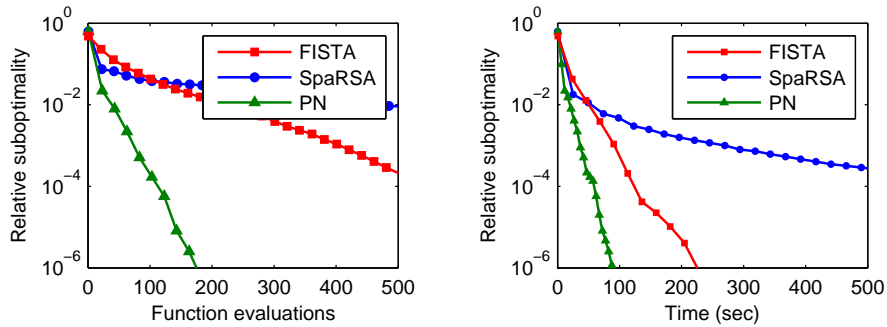 Relative suboptimality
10^0
10^-2
10^-4
10^-6
FISTA
SpaRSA
PN
0 100 200 300 400 500
Function evaluations
Relative suboptimality
10^0
10^-2
10^-4
10^-6
FISTA
SpaRSA
PN
0 100 200 300 400 500
Time (sec)